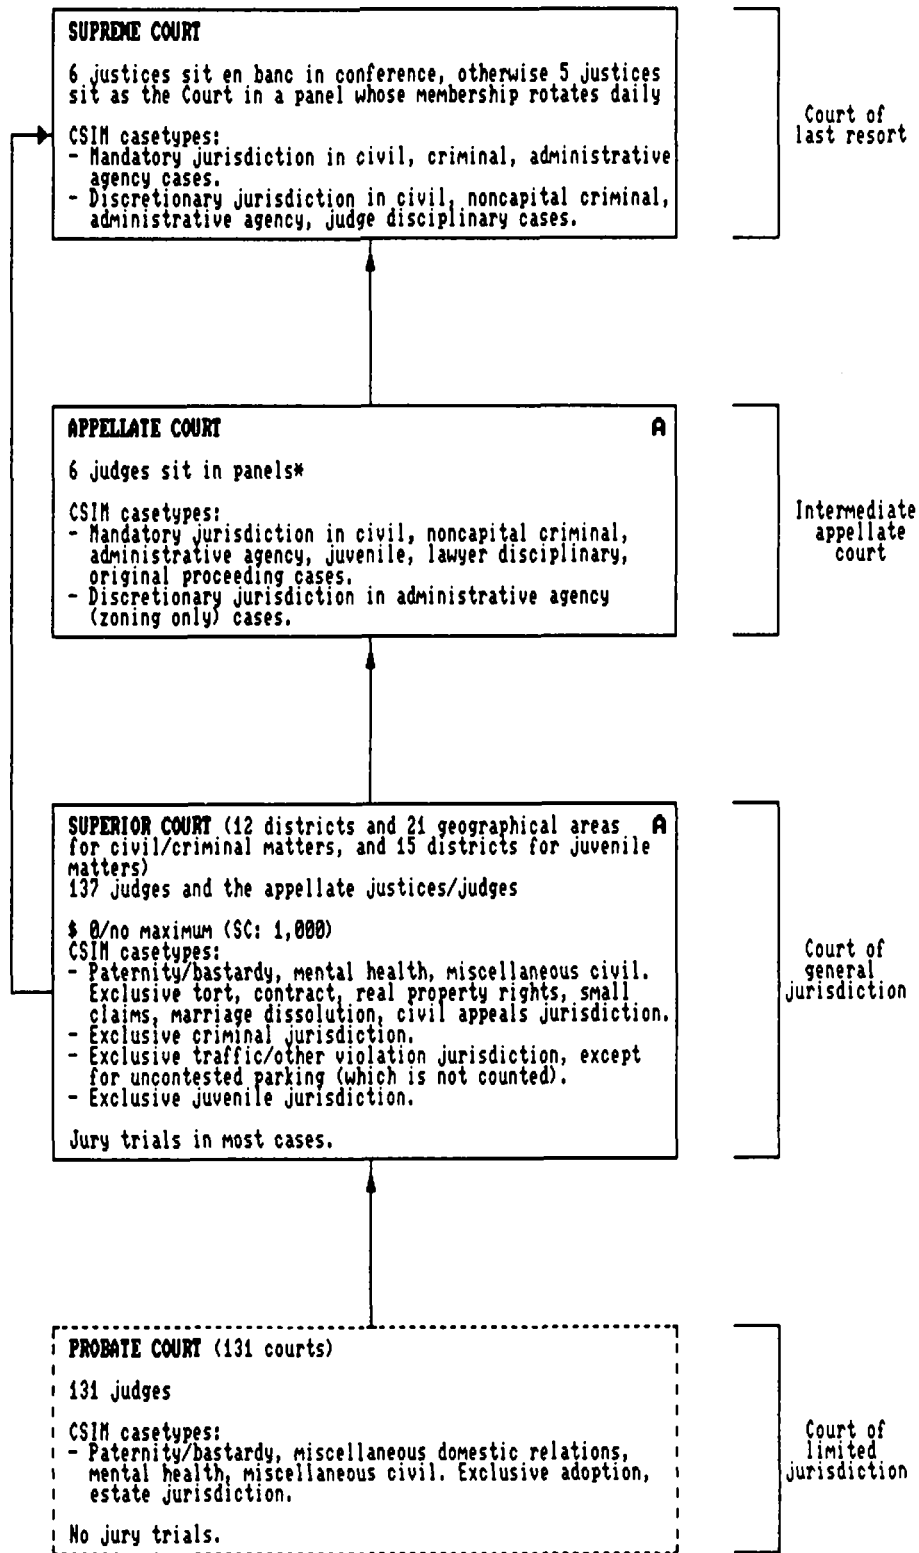 SUPREME COURT
6 justices sit en banc in conference, otherwise 5 justices
sit as the Court in a panel whose membership rotates daily
CSIM casetypes:
- Mandatory jurisdiction in civil, criminal, administrative
agency cases.
- Discretionary jurisdiction in civil, noncapital criminal,
administrative agency, judge disciplinary cases.
Court of
last resort
APPELLATE COURT A
6 judges sit in panels*
CSIM casetypes:
- Mandatory jurisdiction in civil, noncapital criminal,
administrative agency, juvenile, lawyer disciplinary,
original proceeding cases.
- Discretionary jurisdiction in administrative agency
(zoning only) cases.
Intermediate
appellate
court
SUPERIOR COURT (12 districts and 21 geographical areas A
for civil/criminal matters, and 15 districts for juvenile
matters)
137 judges and the appellate justices/judges
$ 0/no maximum (SC: 1,000)
CSIM casetypes:
- Paternity/bastardy, mental health, miscellaneous civil.
Exclusive tort, contract, real property rights, small
claims, marriage dissolution, civil appeals jurisdiction.
- Exclusive criminal jurisdiction.
- Exclusive traffic/other violation jurisdiction, except
for uncontested parking (which is not counted).
- Exclusive juvenile jurisdiction.
Jury trials in most cases.
Court of
general
jurisdiction
PROBATE COURT (131 courts)
131 judges
CSIM casetypes:
- Paternity/bastardy, miscellaneous domestic relations,
mental health, miscellaneous civil. Exclusive adoption,
estate jurisdiction.
No jury trials.
Court of
limited
jurisdiction